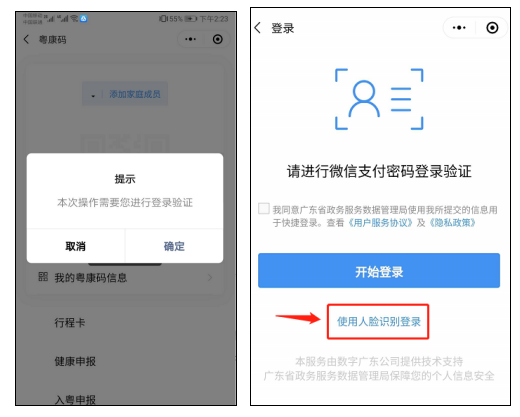 55% 下午2:23
粤康码
添加家庭成员
提示
本次操作需要您进行登录验证
取消
确定
我的粤康码信息
行程卡
健康申报
入粤申报
登录
请进行微信支付密码登录验证
我同意广东省政务服务数据管理局使用我所提交的信息用
于快捷登录。查看《用户服务协议》及《隐私政策》
开始登录
使用人脸识别登录
本服务由数字广东公司提供技术支持
广东省政务服务数据管理局保障您的个人信息安全